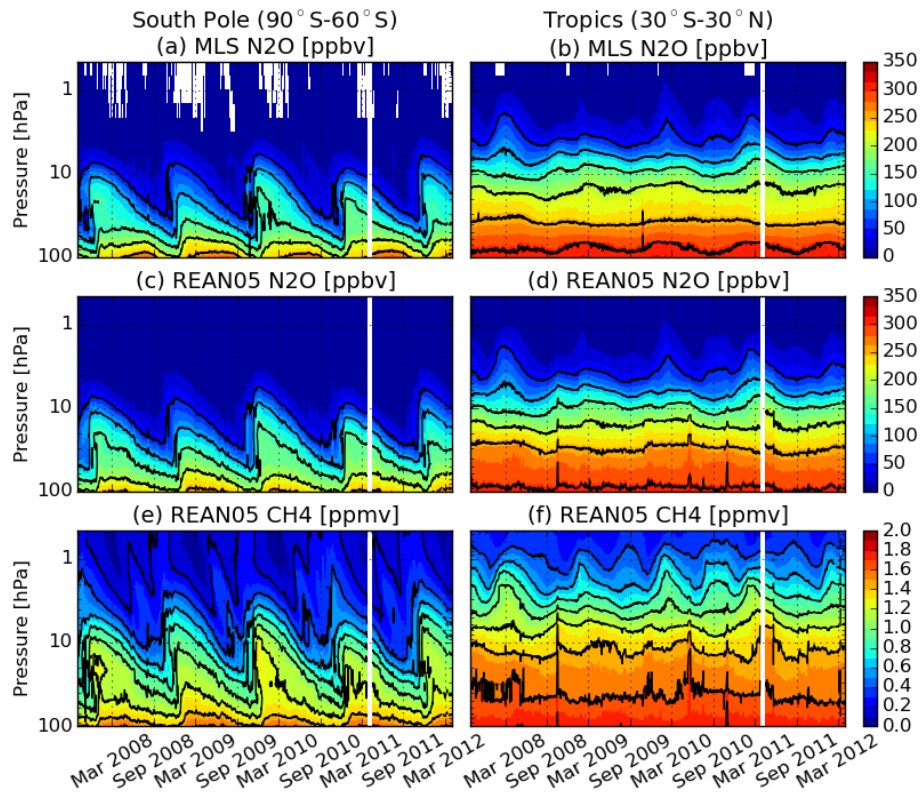 South Pole (90°S-60°S)
Tropics (30°S-30°N)
(a) MLS N2O [ppbv]
(b) MLS N2O [ppbv]
Pressure [hPa]
1
10
100
350
300
250
200
150
100
50
0
(c) REAN05 N2O [ppbv]
(d) REAN05 N2O [ppbv]
Pressure [hPa]
1
10
100
350
300
250
200
150
100
50
0
(e) REAN05 CH4 [ppmv]
(f) REAN05 CH4 [ppmv]
Pressure [hPa]
1
10
100
2.0
1.8
1.6
1.4
1.2
1.0
0.8
0.6
0.4
0.2
0.0
Mar 2008
Sep 2008
Mar 2009
Sep 2009
Mar 2010
Sep 2010
Mar 2011
Sep 2011
Mar 2012
Mar 2008
Sep 2008
Mar 2009
Sep 2009
Mar 2010
Sep 2010
Mar 2011
Sep 2011
Mar 2012